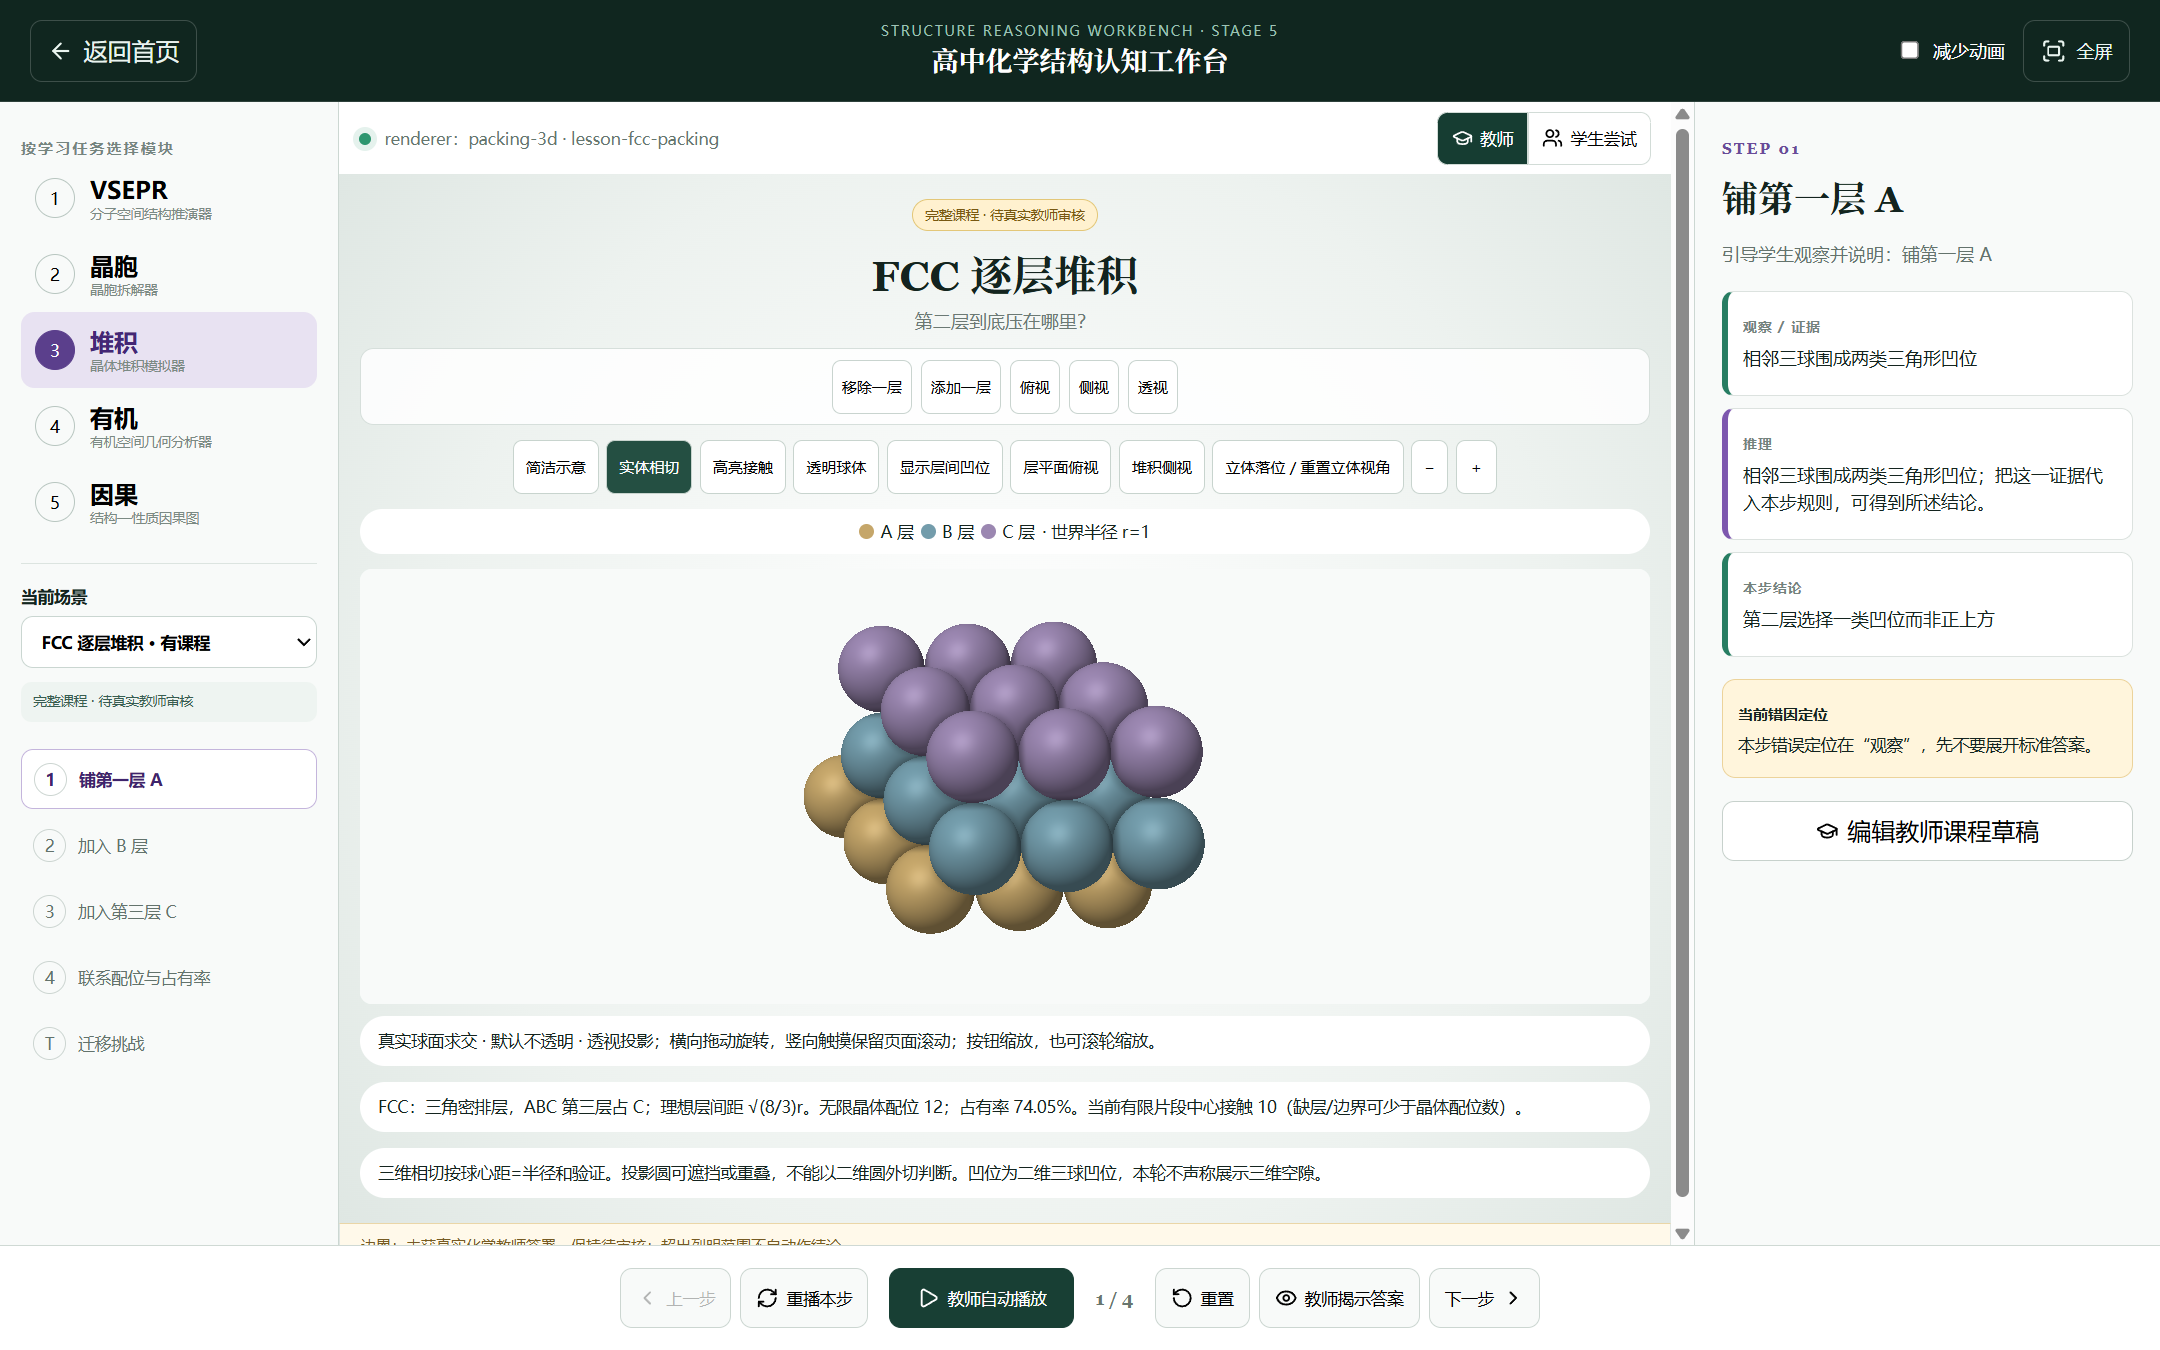 返回首页
STRUCTURE REASONING WORKBENCH · STAGE 5
高中化学结构认知工作台
减少动画
全屏
按学习任务选择模块
1
VSEPR
分子空间结构推演器
2
晶胞
晶胞拆解器
3
堆积
晶体堆积模拟器
4
有机
有机空间几何分析器
5
因果
结构—性质因果图
当前场景
FCC 逐层堆积 • 有课程
完整课程 · 待真实教师审核
1 铺第一层 A
2 加入 B 层
3 加入第三层 C
4 联系配位与占有率
T 迁移挑战
renderer: packing-3d · lesson-fcc-packing
教师
学生尝试
完整课程 · 待真实教师审核
FCC 逐层堆积
第二层到底压在哪里？
移除一层 添加一层 俯视 侧视 透视
简洁示意 实体相切 高亮接触 透明球体 显示层间凹位 层平面俯视 堆积侧视 立体落位 / 重置立体视角 − +
A 层 B 层 C 层 · 世界半径 r=1
真实球面求交 · 默认不透明 · 透视投影；横向拖动旋转，竖向触摸保留页面滚动；按钮缩放，也可滚轮缩放。
FCC：三角密排层，ABC 第三层占 C；理想层间距 √(8/3)r。无限晶体配位 12；占有率 74.05%。当前有限片段中心接触 10（缺层/边界可少于晶体配位数）。
三维相切按球心距=半径和验证。投影圆可遮挡或重叠，不能以二维圆外切判断。凹位为二维三球凹位，本轮不声称展示三维空隙。
STEP 01
铺第一层 A
引导学生观察并说明：铺第一层 A
观察 / 证据
相邻三球围成两类三角形凹位
推理
相邻三球围成两类三角形凹位；把这一证据代
入本步规则，可得到所述结论。
本步结论
第二层选择一类凹位而非正上方
当前错因定位
本步错误定位在“观察”，先不要展开标准答案。
编辑教师课程草稿
上一步
重播本步
教师自动播放
1 / 4
重置
教师揭示答案
下一步